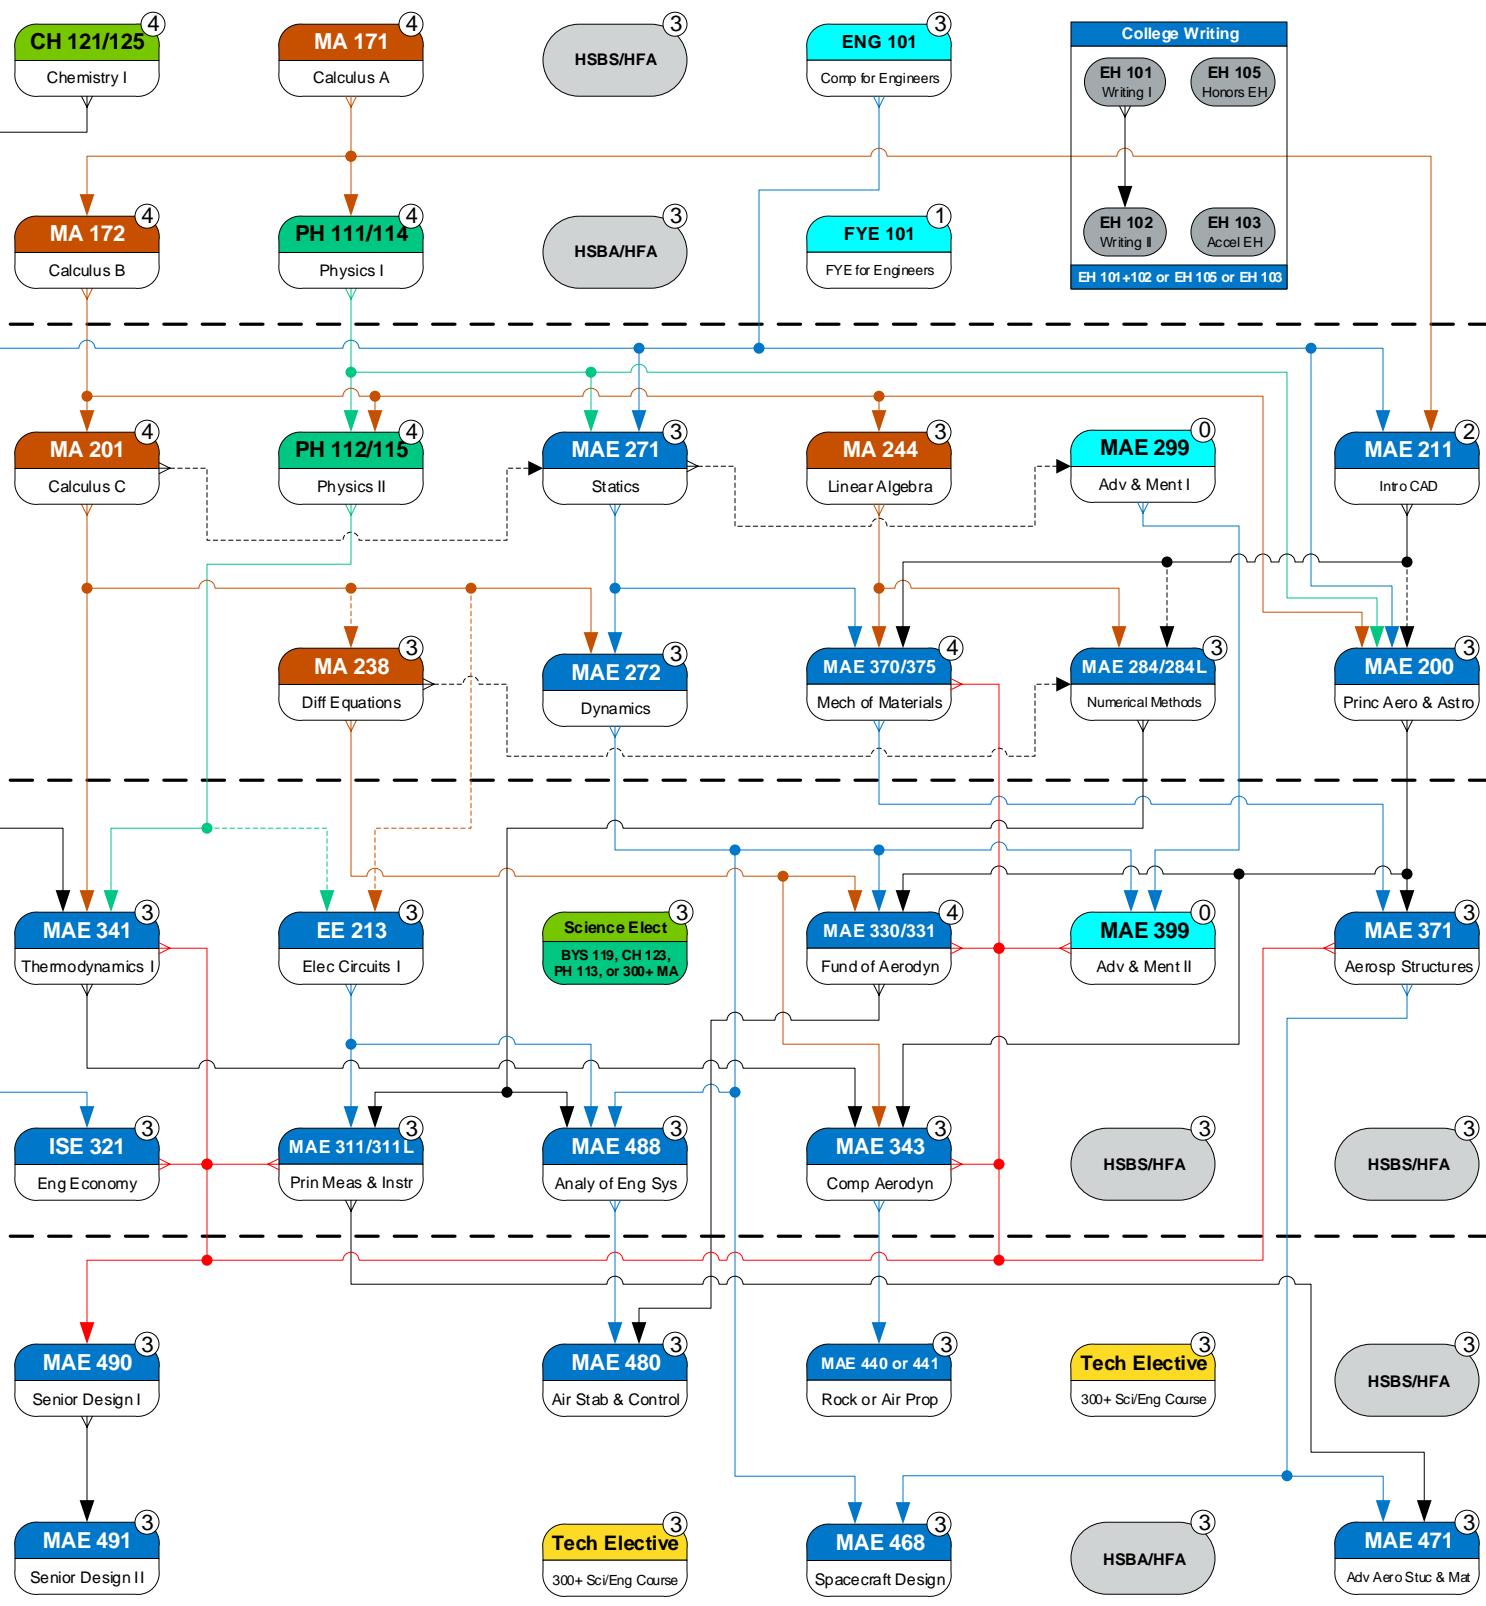 4
CH 121/125
Chemistry I
4
MA 171
Calculus A
3
HSBS/HFA
3
ENG 101
Comp for Engineers
College Writing
EH 101
Writing I
EH 105
Honors EH
EH 102
Writing II
EH 103
Accel EH
EH 101+102 or EH 105 or EH 103
4
MA 172
Calculus B
4
PH 111/114
Physics I
3
HSBA/HFA
1
FYE 101
FYE for Engineers
4
MA 201
Calculus C
4
PH 112/115
Physics II
3
MAE 271
Statics
3
MA 244
Linear Algebra
0
MAE 299
Adv & Ment I
2
MAE 211
Intro CAD
3
MA 238
Diff Equations
3
MAE 272
Dynamics
4
MAE 370/375
Mech of Materials
3
MAE 284/284L
Numerical Methods
3
MAE 200
Princ Aero & Astro
3
MAE 341
Thermodynamics I
3
EE 213
Elec Circuits I
3
Science Elect
BYS 119, CH 123,
PH 113, or 300+ MA
4
MAE 330/331
Fund of Aerodyn
0
MAE 399
Adv & Ment II
3
MAE 371
Aerosp Structures
3
ISE 321
Eng Economy
3
MAE 311/311L
Prin Meas & Instr
3
MAE 488
Analy of Eng Sys
3
MAE 343
Comp Aerodyn
3
HSBS/HFA
3
HSBS/HFA
3
MAE 490
Senior Design I
3
MAE 480
Air Stab & Control
3
MAE 440 or 441
Rock or Air Prop
3
Tech Elective
300+ Sci/Eng Course
3
HSBS/HFA
3
MAE 491
Senior Design II
3
Tech Elective
300+ Sci/Eng Course
3
MAE 468
Spacecraft Design
3
HSBA/HFA
3
MAE 471
Adv Aero Stuc & Mat